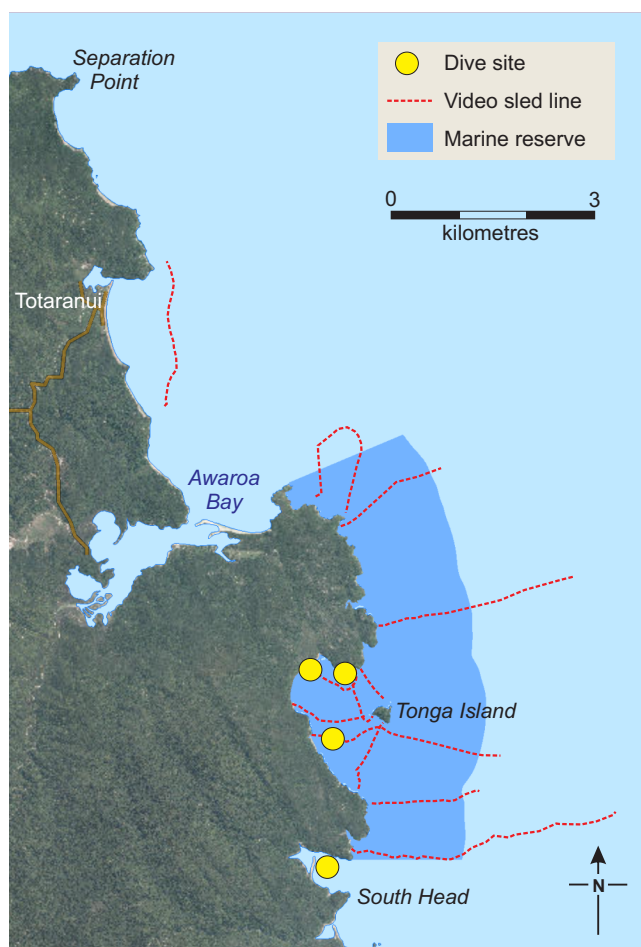 Separation
Point
Dive site
Video sled line
Marine reserve
0 3
kilometres
Totaranui
Awaroa
Bay
Tonga Island
South Head
N